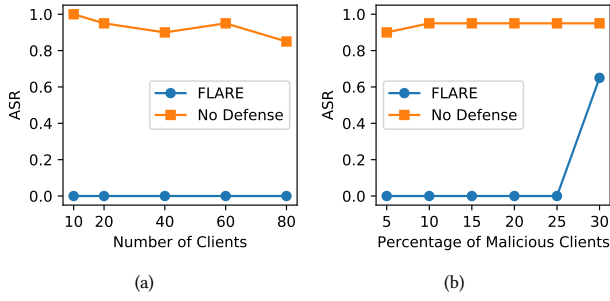 1.0
0.8
0.6
0.4
0.2
0.0
ASR
FLARE
No Defense
10 20 40 60 80
Number of Clients
(a)
1.0
0.8
0.6
0.4
0.2
0.0
ASR
FLARE
No Defense
5 10 15 20 25 30
Percentage of Malicious Clients
(b)